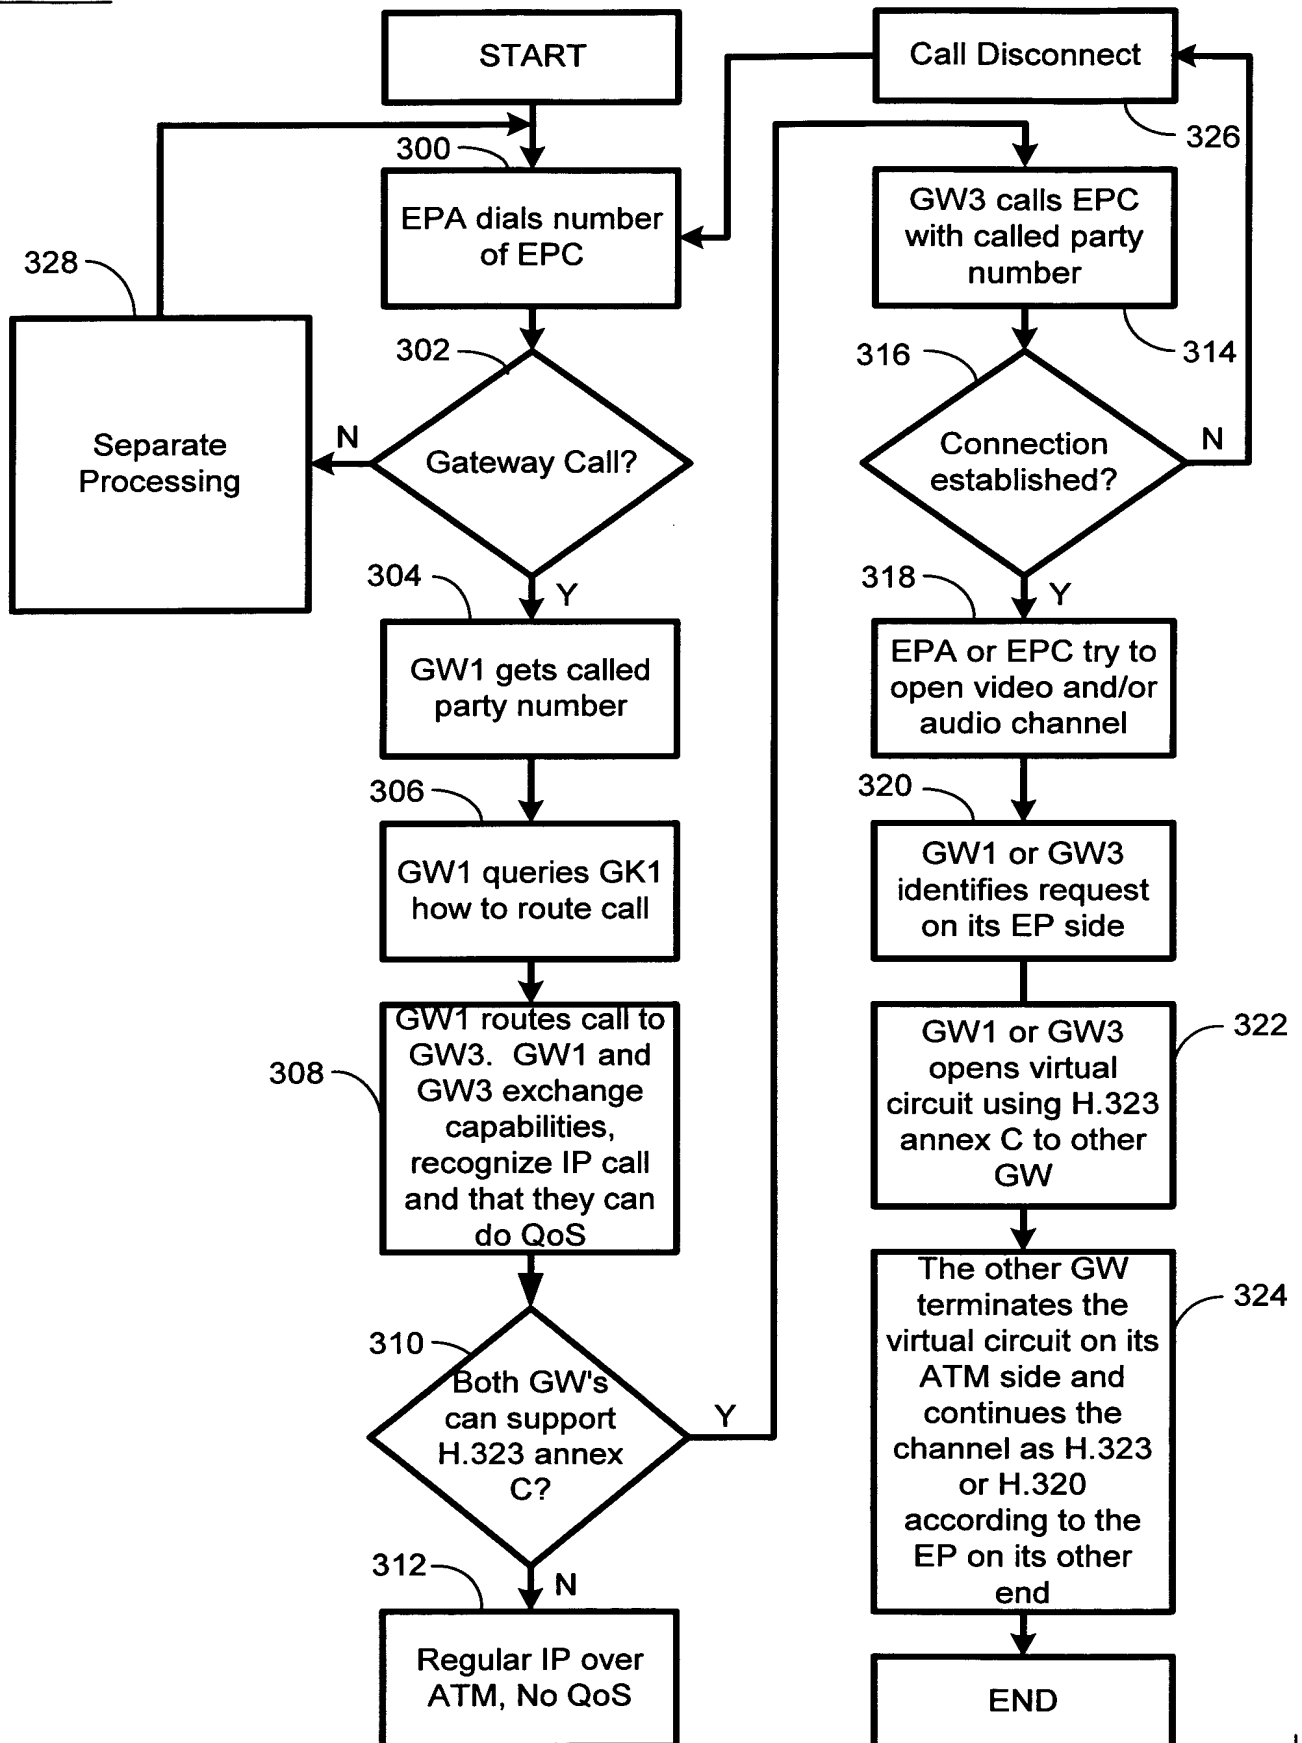 START
300
EPA dials number
of EPC
328
Separate
Processing
302
Gateway Call?
N
Y
304
GW1 gets called
party number
306
GW1 queries GK1
how to route call
308
GW1 routes call to
GW3. GW1 and
GW3 exchange
capabilities,
recognize IP call
and that they can
do QoS
310
Both GW's
can support
H.323 annex
C?
Y
N
312
Regular IP over
ATM, No QoS
Call Disconnect
326
GW3 calls EPC
with called party
number
314
316
Connection
established?
N
Y
318
EPA or EPC try to
open video and/or
audio channel
320
GW1 or GW3
identifies request
on its EP side
322
GW1 or GW3
opens virtual
circuit using H.323
annex C to other
GW
324
The other GW
terminates the
virtual circuit on its
ATM side and
continues the
channel as H.323
or H.320
according to the
EP on its other
end
END